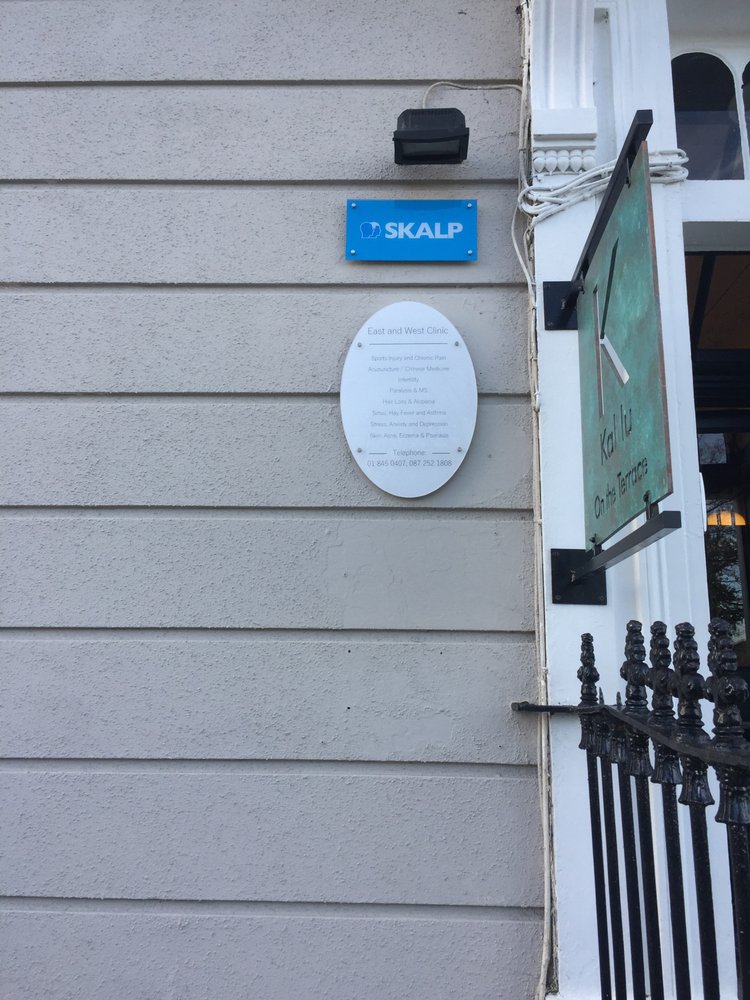 SKALP
East and West Clinic
Sports Injury and Chronic Pain
Acupuncture / Chinese Medicine
Infertility
Paralysis & MS
Hair Loss & Alopecia
Sinus, Hay Fever and Asthma
Stress, Anxiety and Depression
Skin Acne, Eczema & Psoriasis
Telephone:
01 845 0407, 087 252 1808
K
Kal lu
On the Terrace